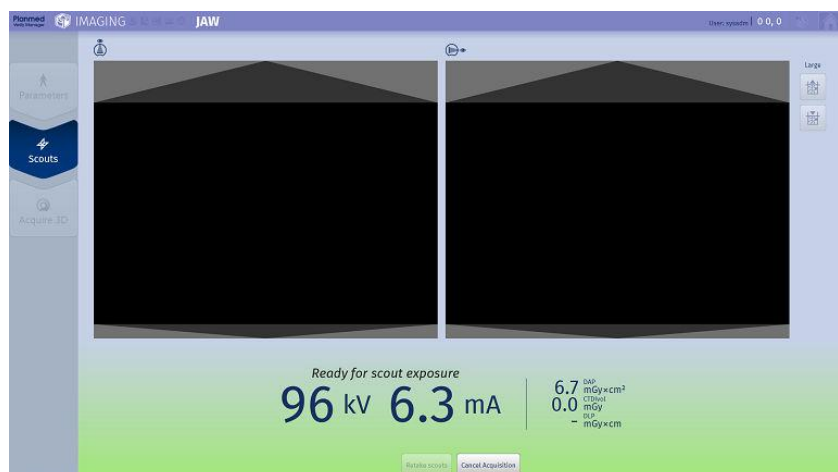 Planmed
IMAGING
JAW
User: sysadm
0 0, 0
Parameters
Scouts
Acquire 3D
Large
Ready for scout exposure
96 kV 6.3 mA
6.7 DAP mGy×cm²
0.0 CTDIvol mGy
– DLP mGy×cm
Retake scouts
Cancel Acquisition